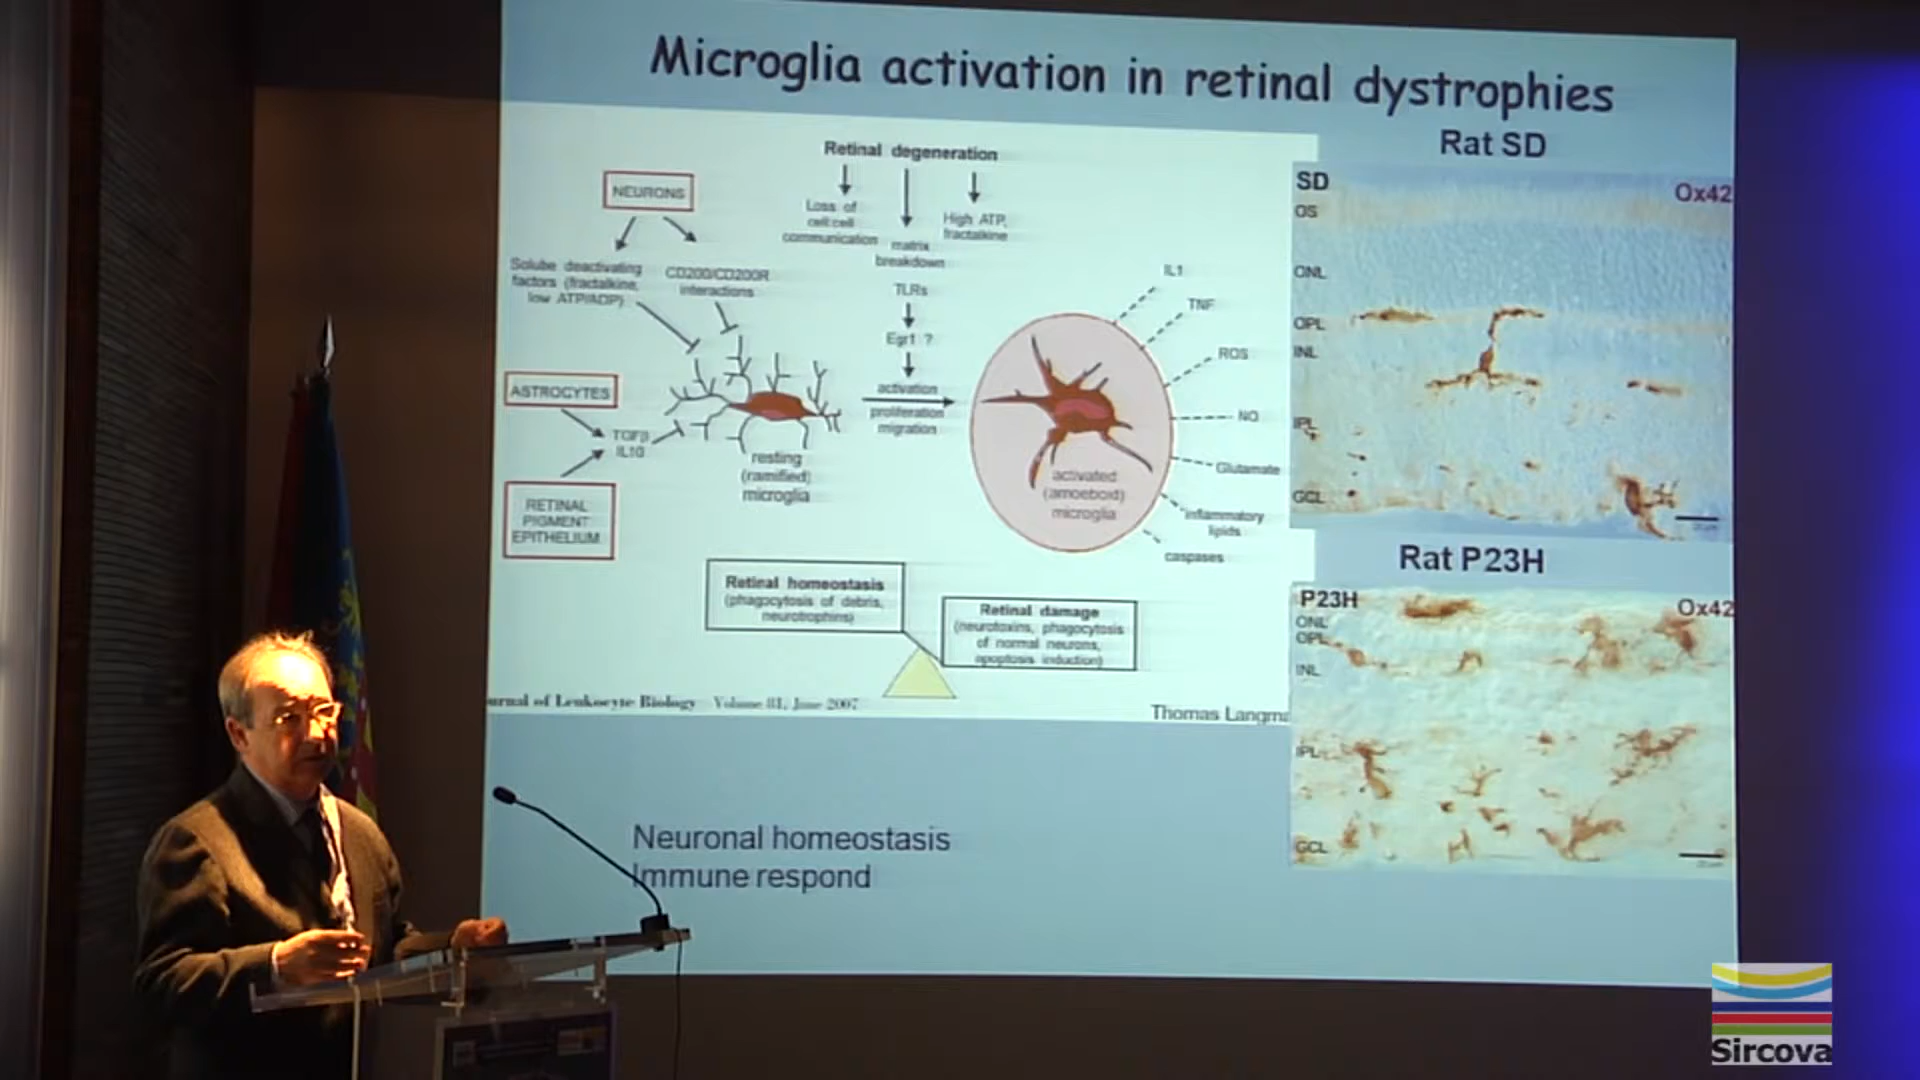 Microglia activation in retinal dystrophies
Retinal degeneration
NEURONS
Loss of
cell:cell
communication
High ATP,
fractalkine
matrix
breakdown
Soluble deactivating
factors (fractalkine,
low ATP/ADP)
CD200/CD200R
interactions
TLRs
Egr1 ?
activation
proliferation
migration
ASTROCYTES
TGFβ
IL10
RETINAL
PIGMENT
EPITHELIUM
resting
(ramified)
microglia
activated
(amoeboid)
microglia
IL1
TNF
ROS
NO
Glutamate
inflammatory
lipids
caspases
Retinal homeostasis
(phagocytosis of debris,
neurotrophins)
Retinal damage
(neurotoxins, phagocytosis
of normal neurons,
apoptosis induction)
urnal of Leukocyte Biology Volume 81, June 2007
Thomas Langma
Rat SD
SD
Ox42
OS
ONL
OPL
INL
IPL
GCL
Rat P23H
P23H
Ox42
ONL
OPL
INL
IPL
GCL
Neuronal homeostasis
Immune respond
Sircova